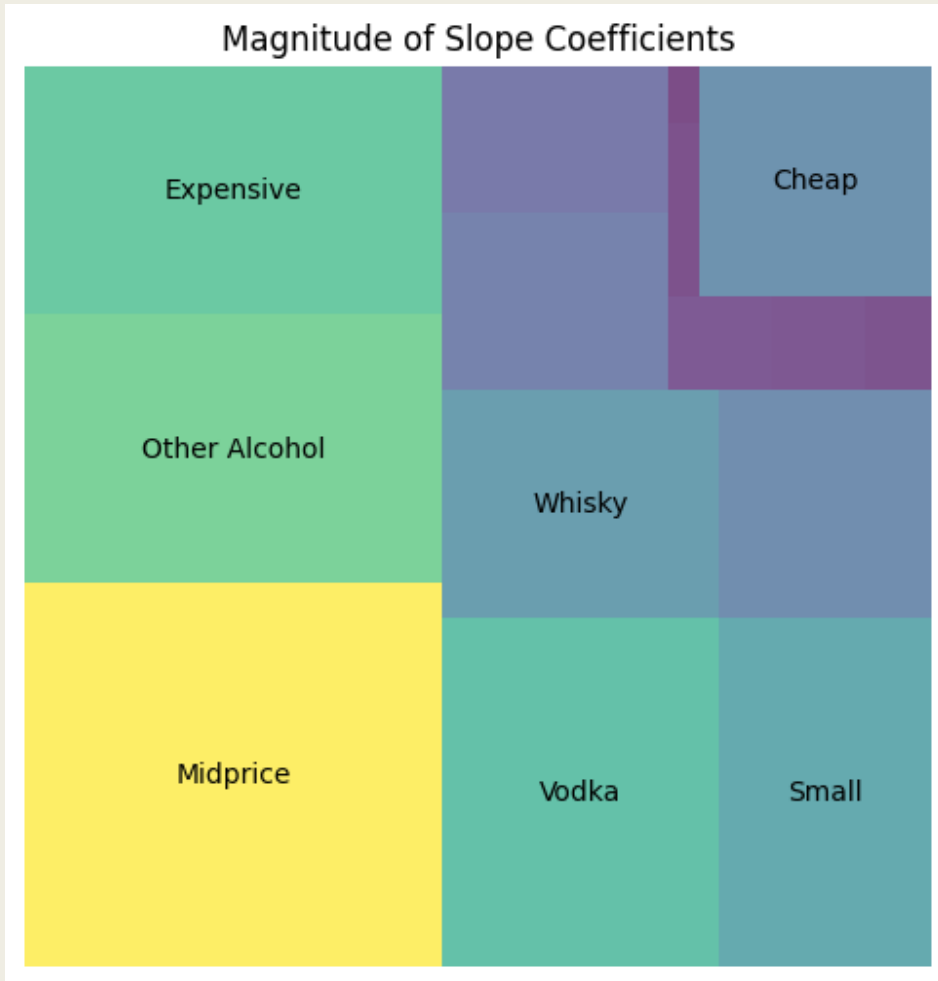 Magnitude of Slope Coefficients
Expensive
Cheap
Other Alcohol
Whisky
Midprice
Vodka
Small